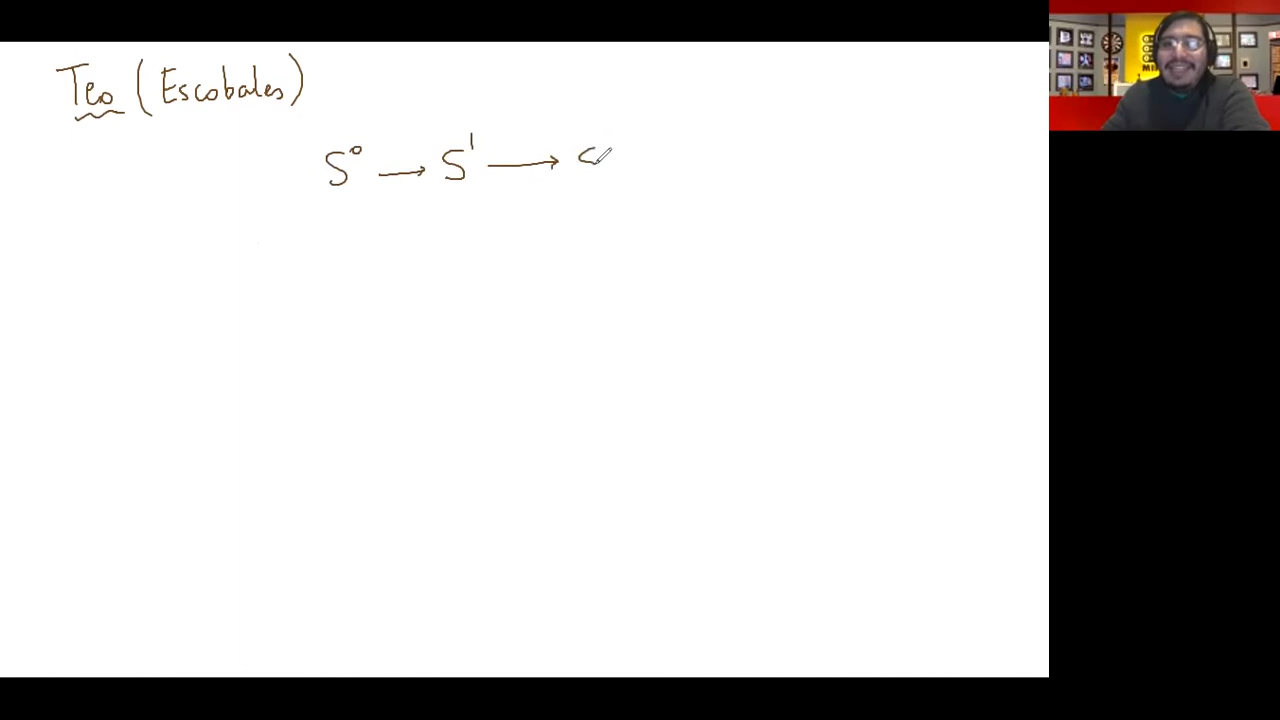 Teo (Escobales)
S⁰ → S¹ →